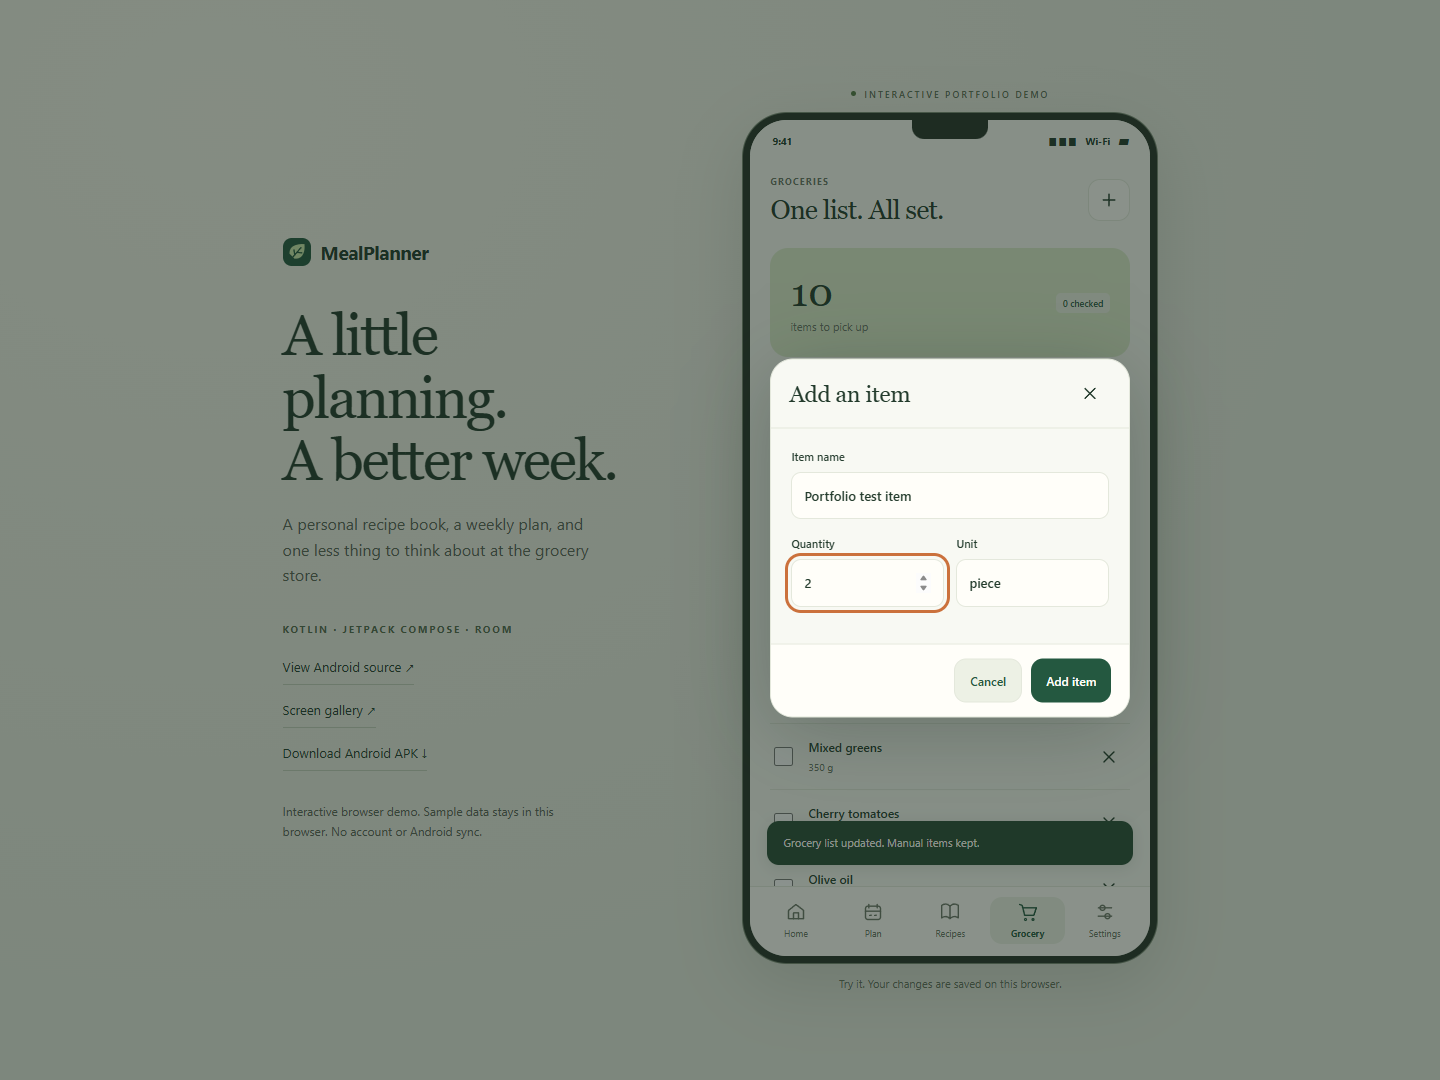 MealPlanner
A little
planning.
A better week.
A personal recipe book, a weekly plan, and
one less thing to think about at the grocery
store.
KOTLIN · JETPACK COMPOSE · ROOM
View Android source ↗
Screen gallery ↗
Download Android APK ↓
Interactive browser demo. Sample data stays in this
browser. No account or Android sync.
INTERACTIVE PORTFOLIO DEMO
9:41
Wi-Fi
GROCERIES
One list. All set.
10
items to pick up
0 checked
Add an item
Item name
Portfolio test item
Quantity
Unit
2
piece
Cancel
Add item
Mixed greens
350 g
Cherry tomatoes
Grocery list updated. Manual items kept.
Olive oil
Home
Plan
Recipes
Grocery
Settings
Try it. Your changes are saved on this browser.